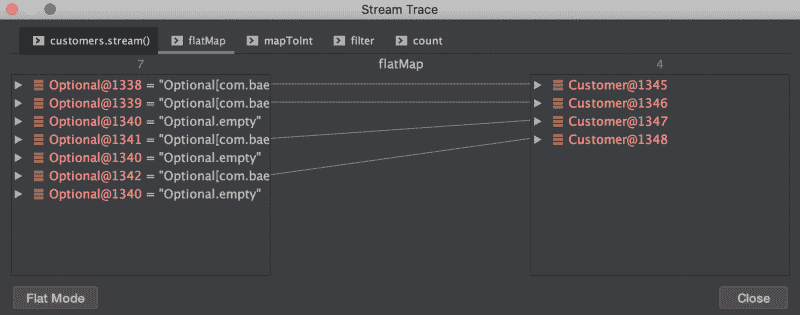 Stream Trace
customers.stream() flatMap mapToInt filter count
7 flatMap 4
Optional@1338 = "Optional[com.bae
Optional@1339 = "Optional[com.bae
Optional@1340 = "Optional.empty"
Optional@1341 = "Optional[com.bae
Optional@1340 = "Optional.empty"
Optional@1342 = "Optional[com.bae
Optional@1340 = "Optional.empty"
Customer@1345
Customer@1346
Customer@1347
Customer@1348
Flat Mode
Close